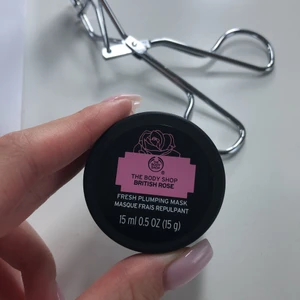 THE BODY SHOP
BRITISH ROSE
FRESH PLUMPING MASK
MASQUE FRAIS REPULPANT
15 ml 0.5 OZ (15 g)